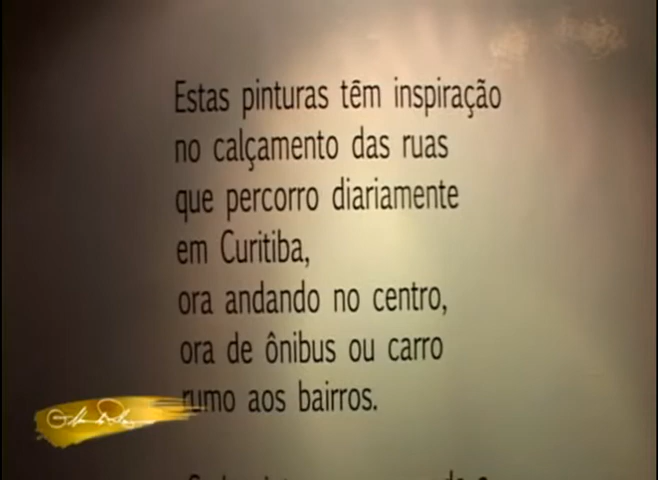 Estas pinturas têm inspiração
no calçamento das ruas
que percorro diariamente
em Curitiba,
ora andando no centro,
ora de ônibus ou carro
rumo aos bairros.